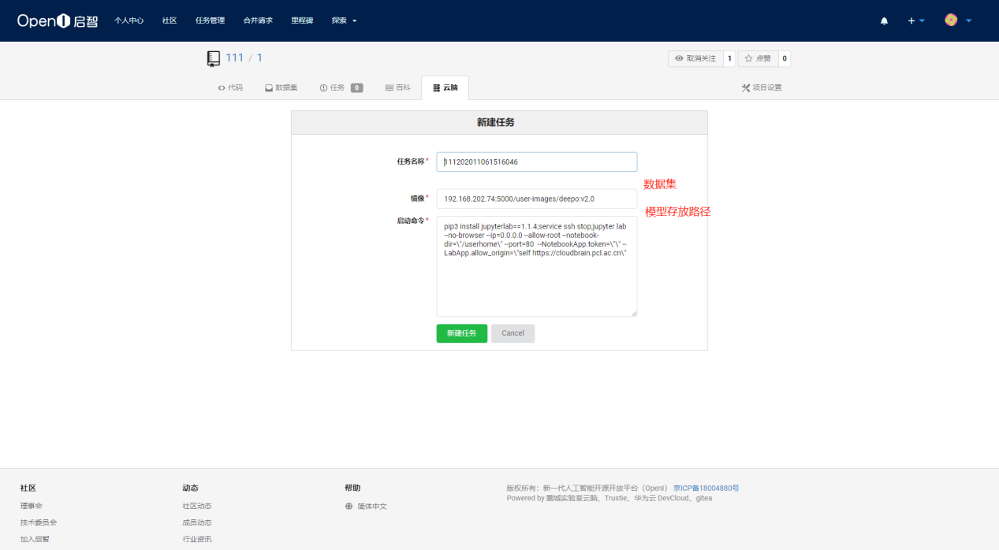 OpenI 启智 个人中心 社区 任务管理 合并请求 里程碑 探索
111 / 1 取消关注 1 点赞 0
代码 数据集 任务 0 百科 云脑 项目设置
新建任务
任务名称* 111202011061516046
数据集
镜像* 192.168.202.74:5000/user-images/deepo:v2.0
模型存放路径
启动命令* pip3 install jupyterlab==1.1.4;service ssh stop;jupyter lab
--no-browser --ip=0.0.0.0 --allow-root --notebook-
dir=\"/userhome\" --port=80 --NotebookApp.token=\"\" --
LabApp.allow_origin=\"self https://cloudbrain.pcl.ac.cn\"
新建任务 Cancel
社区 动态 帮助 版权所有：新一代人工智能开源开放平台（OpenI） 京ICP备18004880号
Powered by 鹏城实验室云脑、Trustie、华为云 DevCloud、gitea
理事会 社区动态 简体中文
技术委员会 成员动态
加入启智 行业资讯